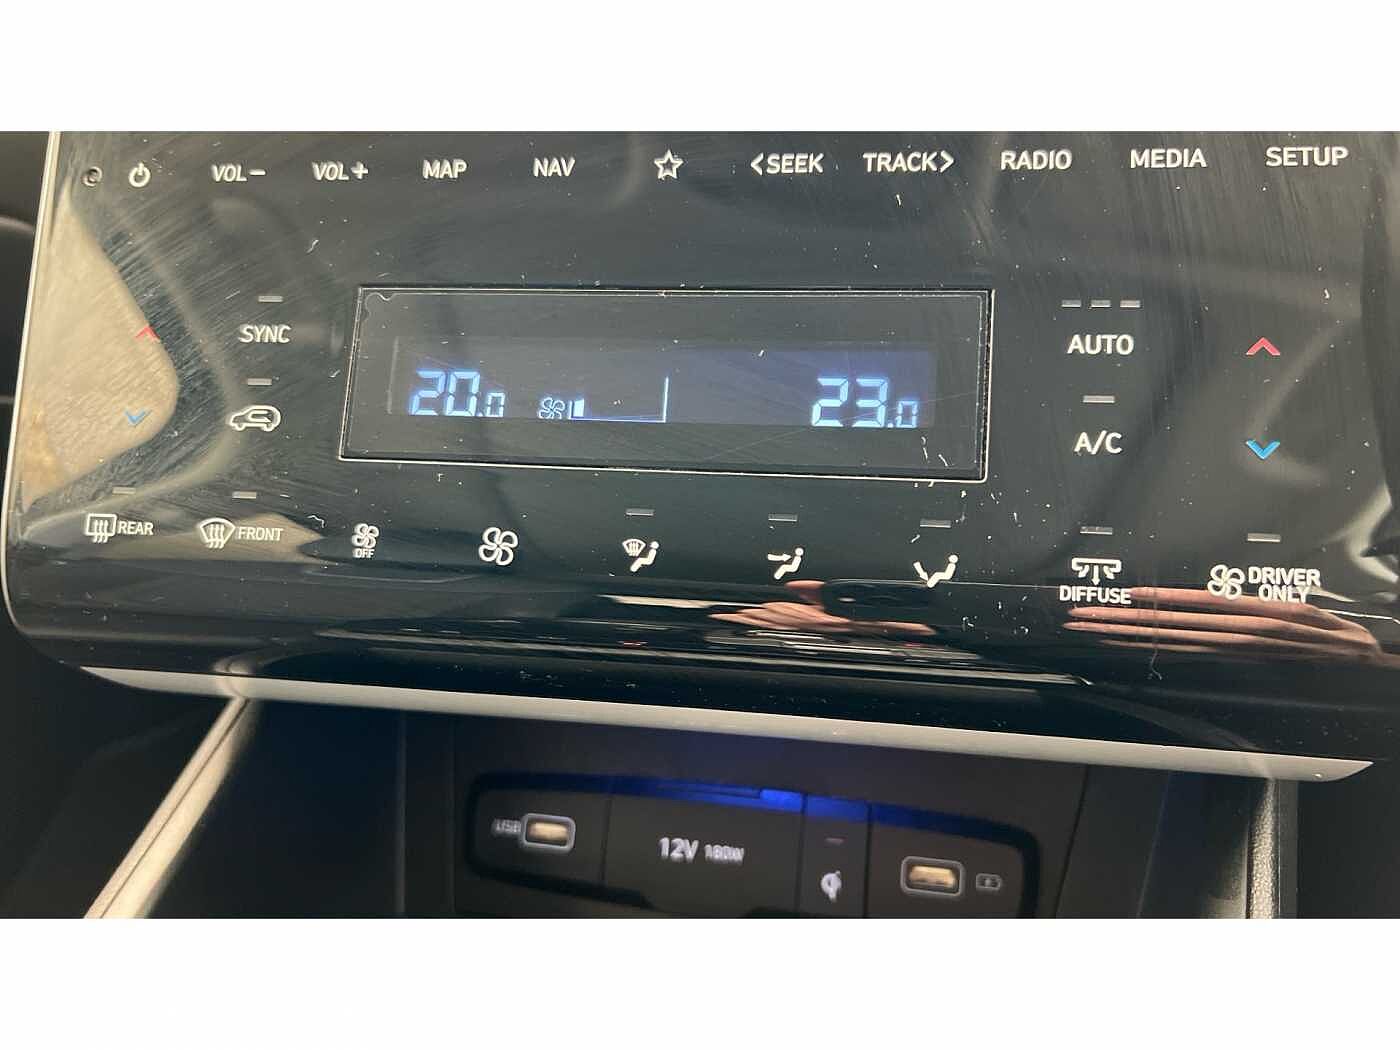 VOL− VOL+ MAP NAV <SEEK TRACK> RADIO MEDIA SETUP
SYNC
AUTO
20.0 23.0
A/C
REAR FRONT OFF
DIFFUSE
DRIVER
ONLY
USB
12V 180W